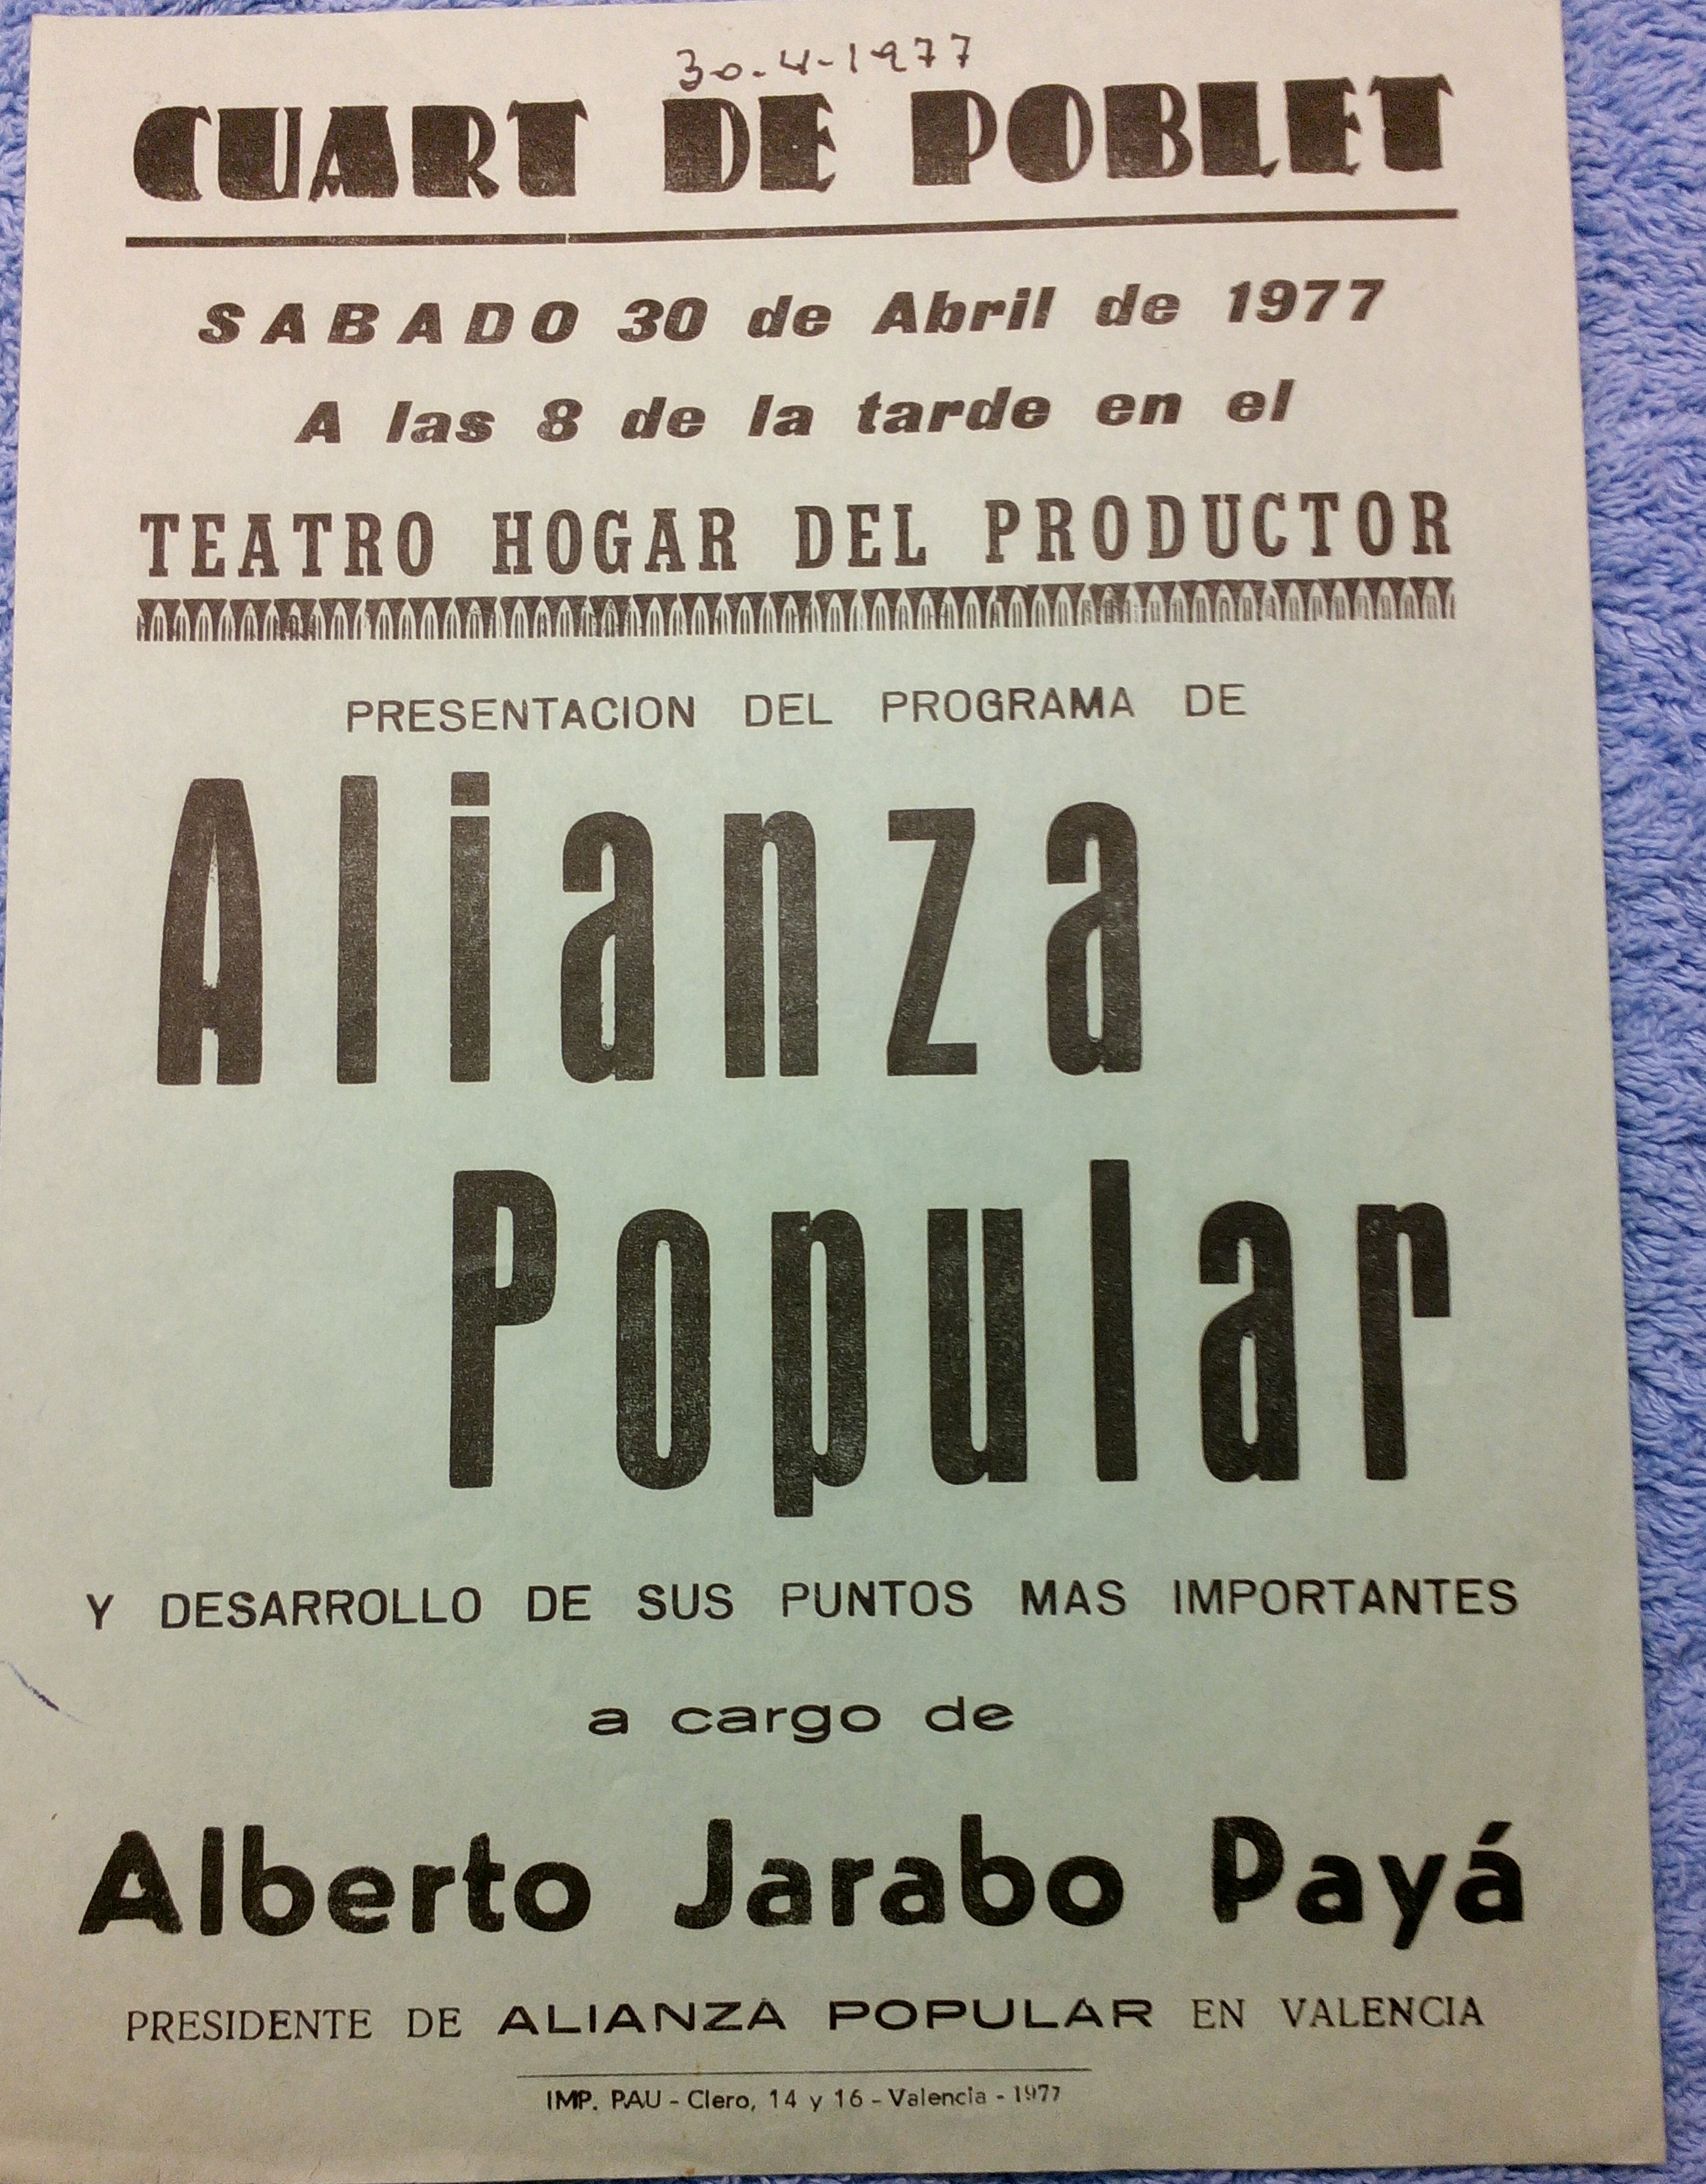 30-4-1977
CUART DE POBLET
SABADO 30 de Abril de 1977
A las 8 de la tarde en el
TEATRO HOGAR DEL PRODUCTOR
PRESENTACION DEL PROGRAMA DE
Alianza
Popular
Y DESARROLLO DE SUS PUNTOS MAS IMPORTANTES
a cargo de
Alberto Jarabo Payá
PRESIDENTE DE ALIANZA POPULAR EN VALENCIA
IMP. PAU - Clero, 14 y 16 - Valencia - 1977